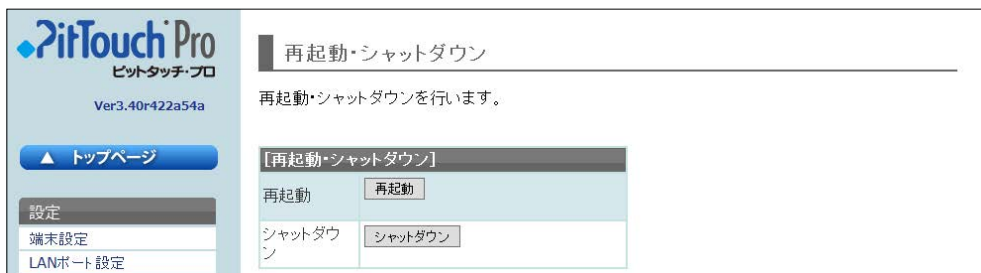 PitTouch Pro
ピットタッチ・プロ
Ver3.40r422a54a
▲ トップページ
設定
端末設定
LANポート設定
再起動・シャットダウン
再起動・シャットダウンを行います。
[再起動・シャットダウン]
再起動
再起動
シャットダウ
ン
シャットダウン